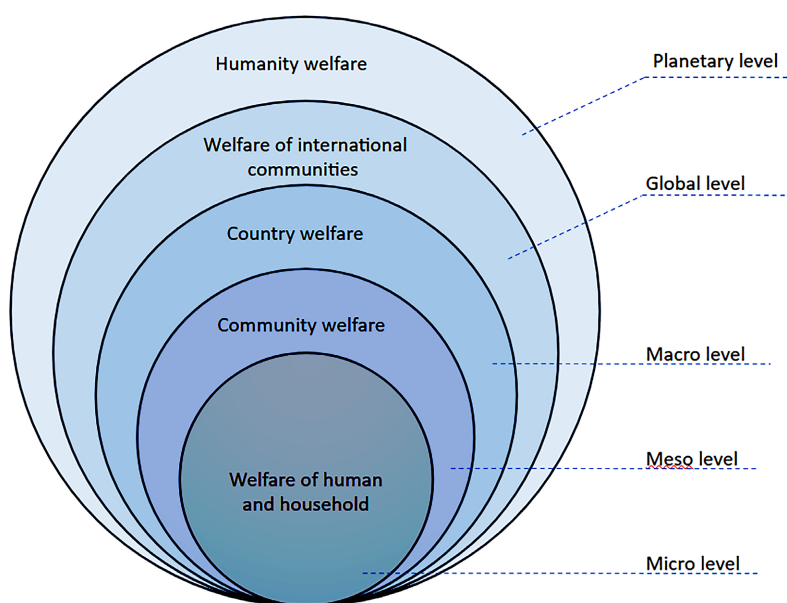 Humanity welfare
Planetary level
Welfare of international
communities
Global level
Country welfare
Community welfare
Macro level
Meso level
Welfare of human
and household
Micro level